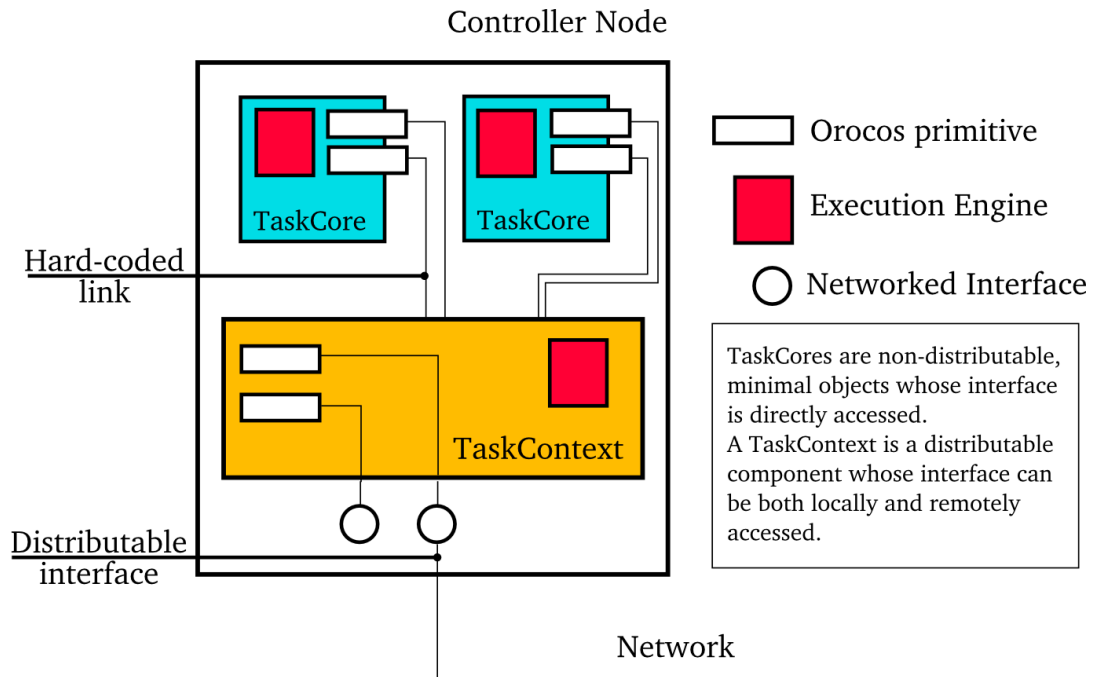 Controller Node
TaskCore
TaskCore
Hard-coded
link
TaskContext
Distributable
interface
Network
Orocos primitive
Execution Engine
Networked Interface
TaskCores are non-distributable,
minimal objects whose interface
is directly accessed.
A TaskContext is a distributable
component whose interface can
be both locally and remotely
accessed.